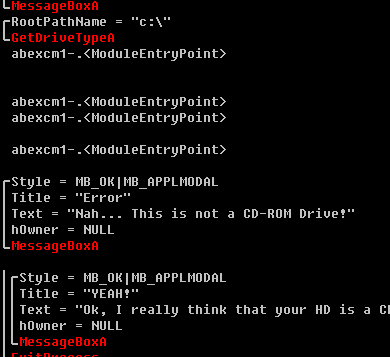 MessageBoxA
RootPathName = "c:\"
GetDriveTypeA
abexcm1-.<ModuleEntryPoint>
abexcm1-.<ModuleEntryPoint>
abexcm1-.<ModuleEntryPoint>
abexcm1-.<ModuleEntryPoint>
Style = MB_OK|MB_APPLMODAL
Title = "Error"
Text = "Nah... This is not a CD-ROM Drive!"
hOwner = NULL
MessageBoxA
Style = MB_OK|MB_APPLMODAL
Title = "YEAH!"
Text = "Ok, I really think that your HD is a
hOwner = NULL
MessageBoxA
ExitProcess